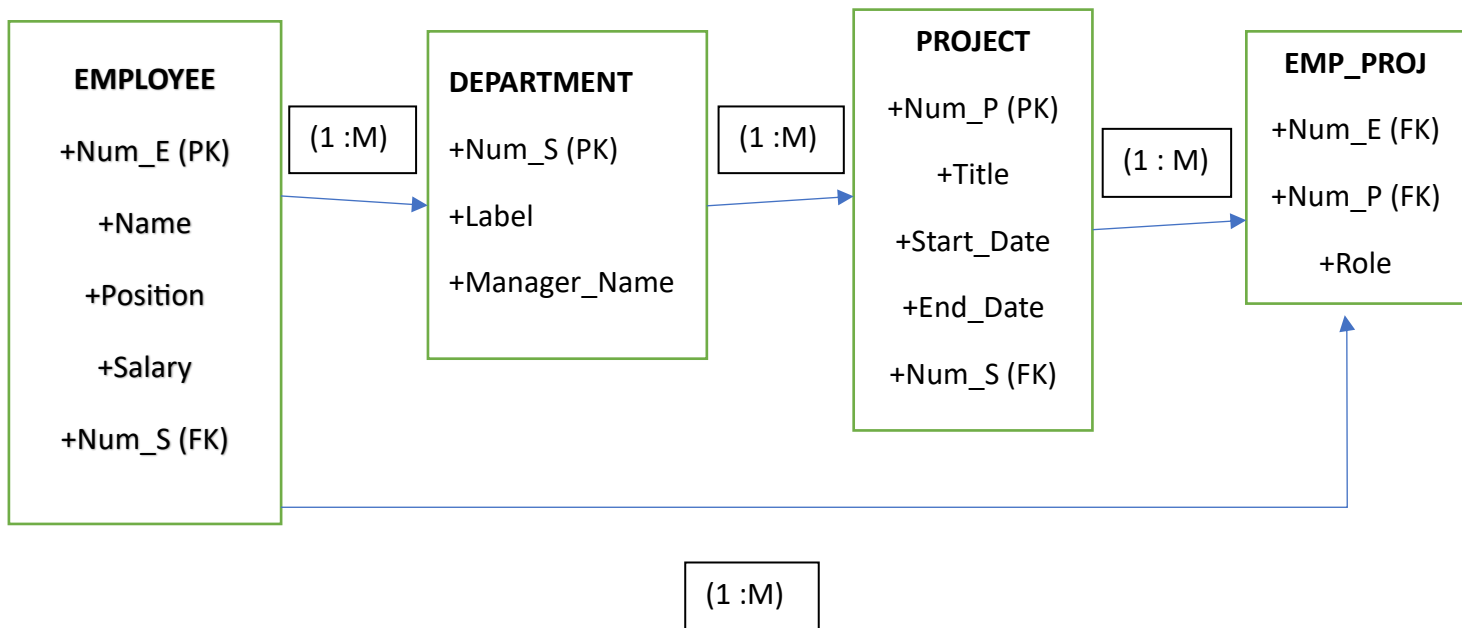 EMPLOYEE
+Num_E (PK)
+Name
+Position
+Salary
+Num_S (FK)
(1 :M)
DEPARTMENT
+Num_S (PK)
+Label
+Manager_Name
(1 :M)
PROJECT
+Num_P (PK)
+Title
+Start_Date
+End_Date
+Num_S (FK)
(1 : M)
EMP_PROJ
+Num_E (FK)
+Num_P (FK)
+Role
(1 :M)